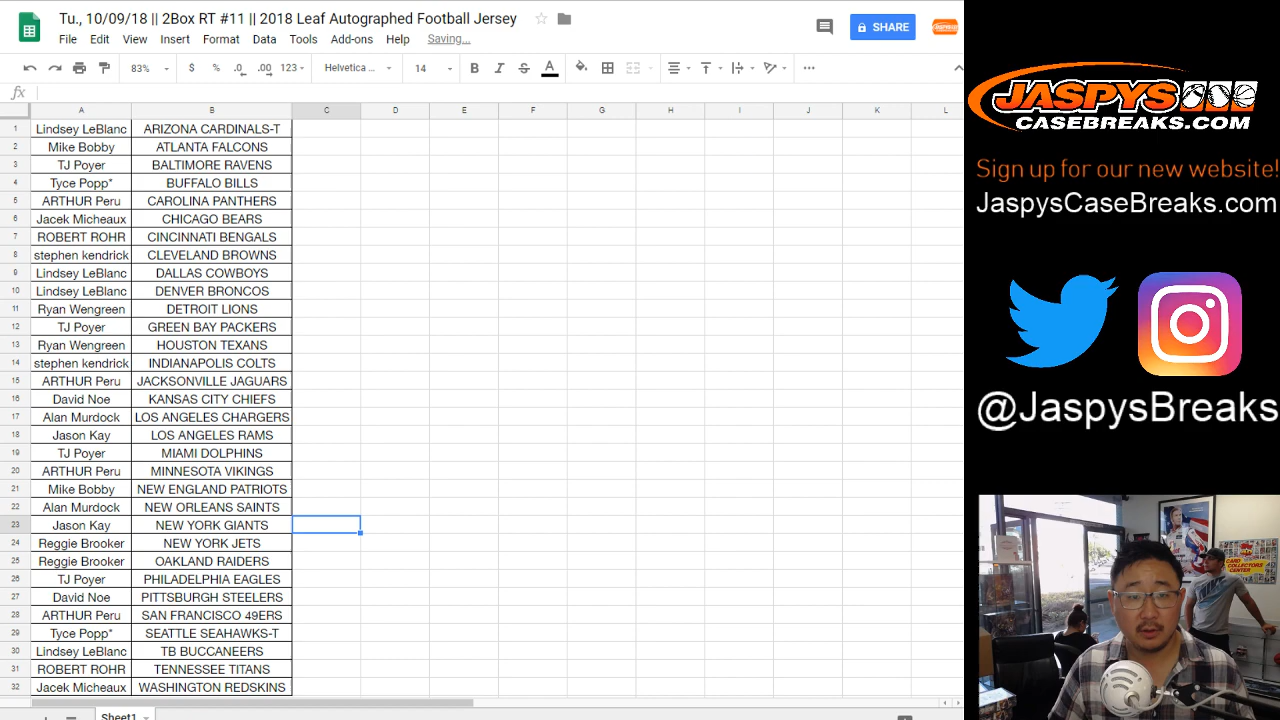 Tu., 10/09/18 || 2Box RT #11 || 2018 Leaf Autographed Football Jersey
File Edit View Insert Format Data Tools Add-ons Help Saving...
SHARE
83% $ % .0 .00 123 Helvetica ... 14 B I S A
fx
A B C D E F G H I J K L
1 Lindsey LeBlanc ARIZONA CARDINALS-T
2 Mike Bobby ATLANTA FALCONS
3 TJ Poyer BALTIMORE RAVENS
4 Tyce Popp* BUFFALO BILLS
5 ARTHUR Peru CAROLINA PANTHERS
6 Jacek Micheaux CHICAGO BEARS
7 ROBERT ROHR CINCINNATI BENGALS
8 stephen kendrick CLEVELAND BROWNS
9 Lindsey LeBlanc DALLAS COWBOYS
10 Lindsey LeBlanc DENVER BRONCOS
11 Ryan Wengreen DETROIT LIONS
12 TJ Poyer GREEN BAY PACKERS
13 Ryan Wengreen HOUSTON TEXANS
14 stephen kendrick INDIANAPOLIS COLTS
15 ARTHUR Peru JACKSONVILLE JAGUARS
16 David Noe KANSAS CITY CHIEFS
17 Alan Murdock LOS ANGELES CHARGERS
18 Jason Kay LOS ANGELES RAMS
19 TJ Poyer MIAMI DOLPHINS
20 ARTHUR Peru MINNESOTA VIKINGS
21 Mike Bobby NEW ENGLAND PATRIOTS
22 Alan Murdock NEW ORLEANS SAINTS
23 Jason Kay NEW YORK GIANTS
24 Reggie Brooker NEW YORK JETS
25 Reggie Brooker OAKLAND RAIDERS
26 TJ Poyer PHILADELPHIA EAGLES
27 David Noe PITTSBURGH STEELERS
28 ARTHUR Peru SAN FRANCISCO 49ERS
29 Tyce Popp* SEATTLE SEAHAWKS-T
30 Lindsey LeBlanc TB BUCCANEERS
31 ROBERT ROHR TENNESSEE TITANS
32 Jacek Micheaux WASHINGTON REDSKINS
Sheet1
JASPYS
CASEBREAKS.COM
Sign up for our new website!
JaspysCaseBreaks.com
@JaspysBreaks
CARD
COLLECTORS
CENTER